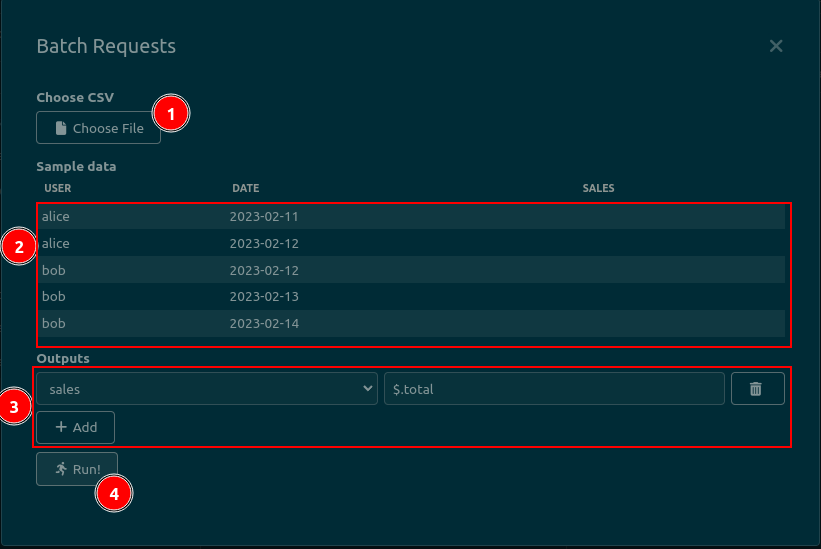 Batch Requests ×
Choose CSV
Choose File 1
Sample data
USER DATE SALES
alice 2023-02-11
2 alice 2023-02-12
bob 2023-02-12
bob 2023-02-13
bob 2023-02-14
Outputs
sales $.total
3
+ Add
Run!
4